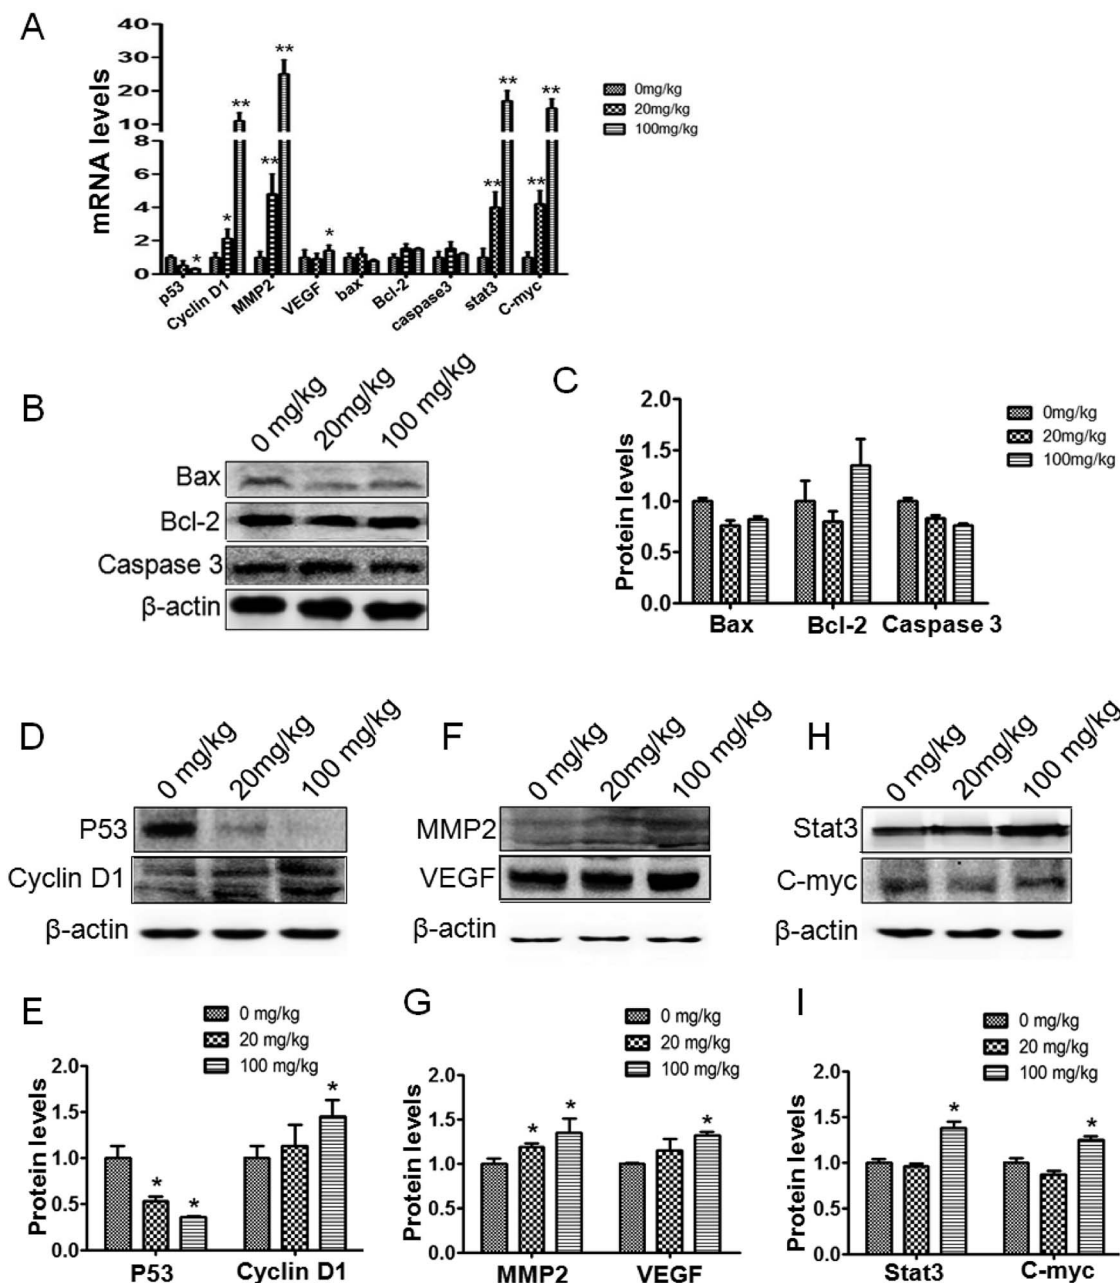 A
mRNA levels
40
30
20
10
8
6
4
2
0
** ** ** ** ** * * ** ** * *
0mg/kg
20mg/kg
100mg/kg
p53 Cyclin D1 MMP2 VEGF bax Bcl-2 caspase3 stat3 C-myc
B
0 mg/kg 20mg/kg 100 mg/kg
Bax
Bcl-2
Caspase 3
β-actin
C
Protein levels
2.0
1.5
1.0
0.5
0.0
0mg/kg
20mg/kg
100mg/kg
Bax Bcl-2 Caspase 3
D
0 mg/kg 20mg/kg 100 mg/kg
P53
Cyclin D1
β-actin
F
0 mg/kg 20mg/kg 100 mg/kg
MMP2
VEGF
β-actin
H
0 mg/kg 20mg/kg 100 mg/kg
Stat3
C-myc
β-actin
E
0 mg/kg
20 mg/kg
100 mg/kg
Protein levels
2.0
1.5
1.0
0.5
0.0
* * *
P53 Cyclin D1
G
0 mg/kg
20 mg/kg
100 mg/kg
Protein levels
2.0
1.5
1.0
0.5
0.0
* * *
MMP2 VEGF
I
0 mg/kg
20 mg/kg
100 mg/kg
Protein levels
2.0
1.5
1.0
0.5
0.0
* *
Stat3 C-myc